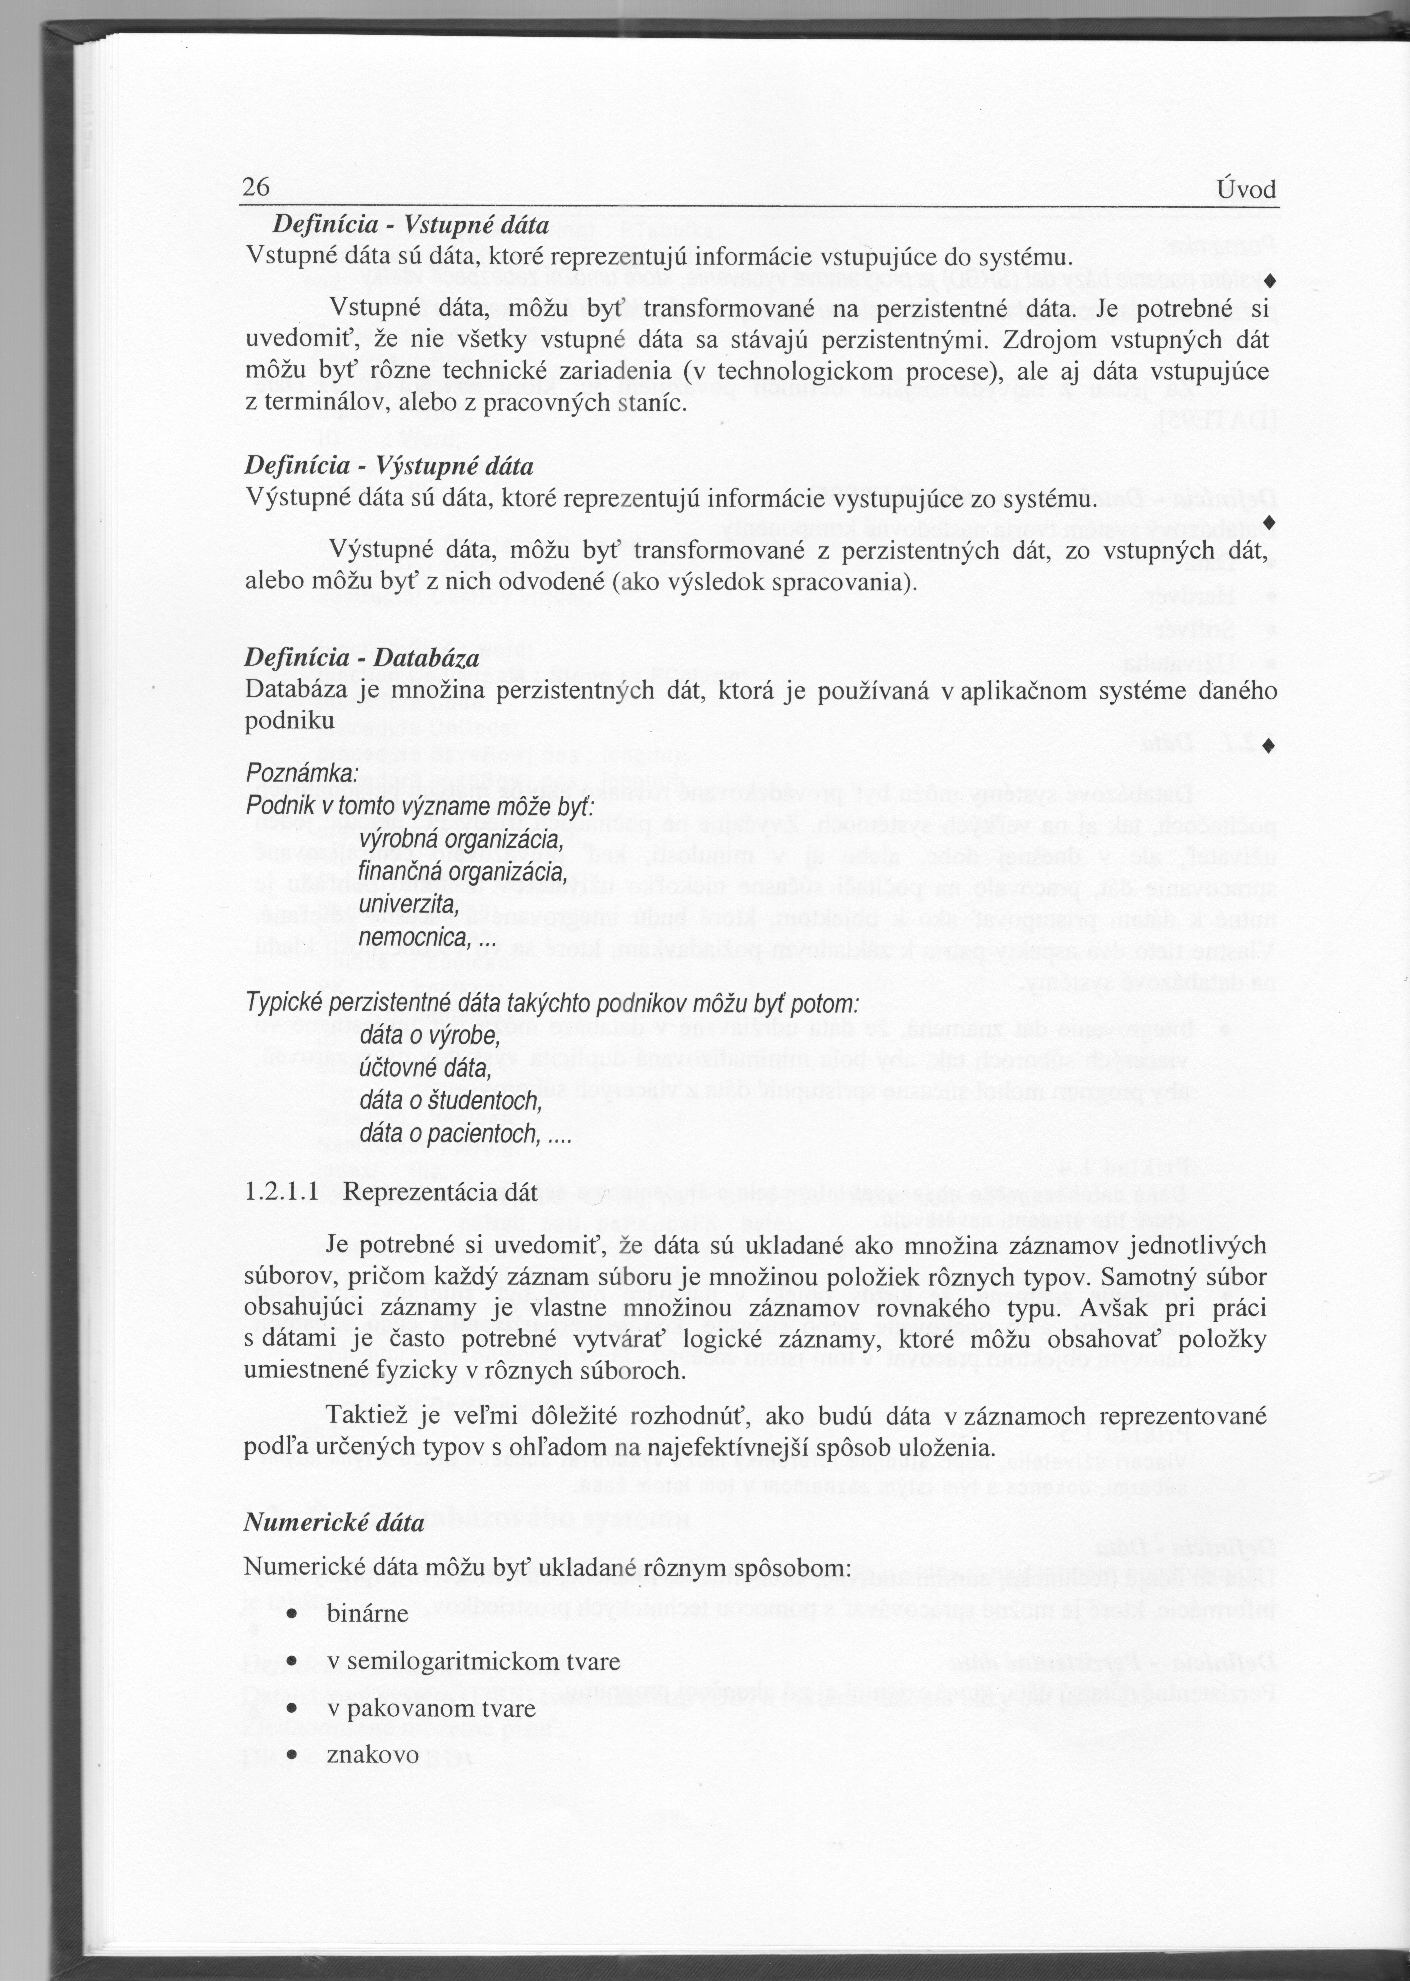 26 Úvod
Definícia - Vstupné dáta
Vstupné dáta sú dáta, ktoré reprezentujú informácie vstupujúce do systému.
♦
Vstupné dáta, môžu byť transformované na perzistentné dáta. Je potrebné si
uvedomiť, že nie všetky vstupné dáta sa stávajú perzistentnými. Zdrojom vstupných dát
môžu byť rôzne technické zariadenia (v technologickom procese), ale aj dáta vstupujúce
z terminálov, alebo z pracovných staníc.
Definícia - Výstupné dáta
Výstupné dáta sú dáta, ktoré reprezentujú informácie vystupujúce zo systému.
♦
Výstupné dáta, môžu byť transformované z perzistentných dát, zo vstupných dát,
alebo môžu byť z nich odvodené (ako výsledok spracovania).
Definícia - Databáza
Databáza je množina perzistentných dát, ktorá je používaná v aplikačnom systéme daného
podniku
♦
Poznámka:
Podnik v tomto význame môže byť:
výrobná organizácia,
finančná organizácia,
univerzita,
nemocnica, ...
Typické perzistentné dáta takýchto podnikov môžu byť potom:
dáta o výrobe,
účtovné dáta,
dáta o študentoch,
dáta o pacientoch, ....
1.2.1.1 Reprezentácia dát
Je potrebné si uvedomiť, že dáta sú ukladané ako množina záznamov jednotlivých
súborov, pričom každý záznam súboru je množinou položiek rôznych typov. Samotný súbor
obsahujúci záznamy je vlastne množinou záznamov rovnakého typu. Avšak pri práci
s dátami je často potrebné vytvárať logické záznamy, ktoré môžu obsahovať položky
umiestnené fyzicky v rôznych súboroch.
Taktiež je veľmi dôležité rozhodnúť, ako budú dáta v záznamoch reprezentované
podľa určených typov s ohľadom na najefektívnejší spôsob uloženia.
Numerické dáta
Numerické dáta môžu byť ukladané rôznym spôsobom:
• binárne
• v semilogaritmickom tvare
• v pakovanom tvare
• znakovo